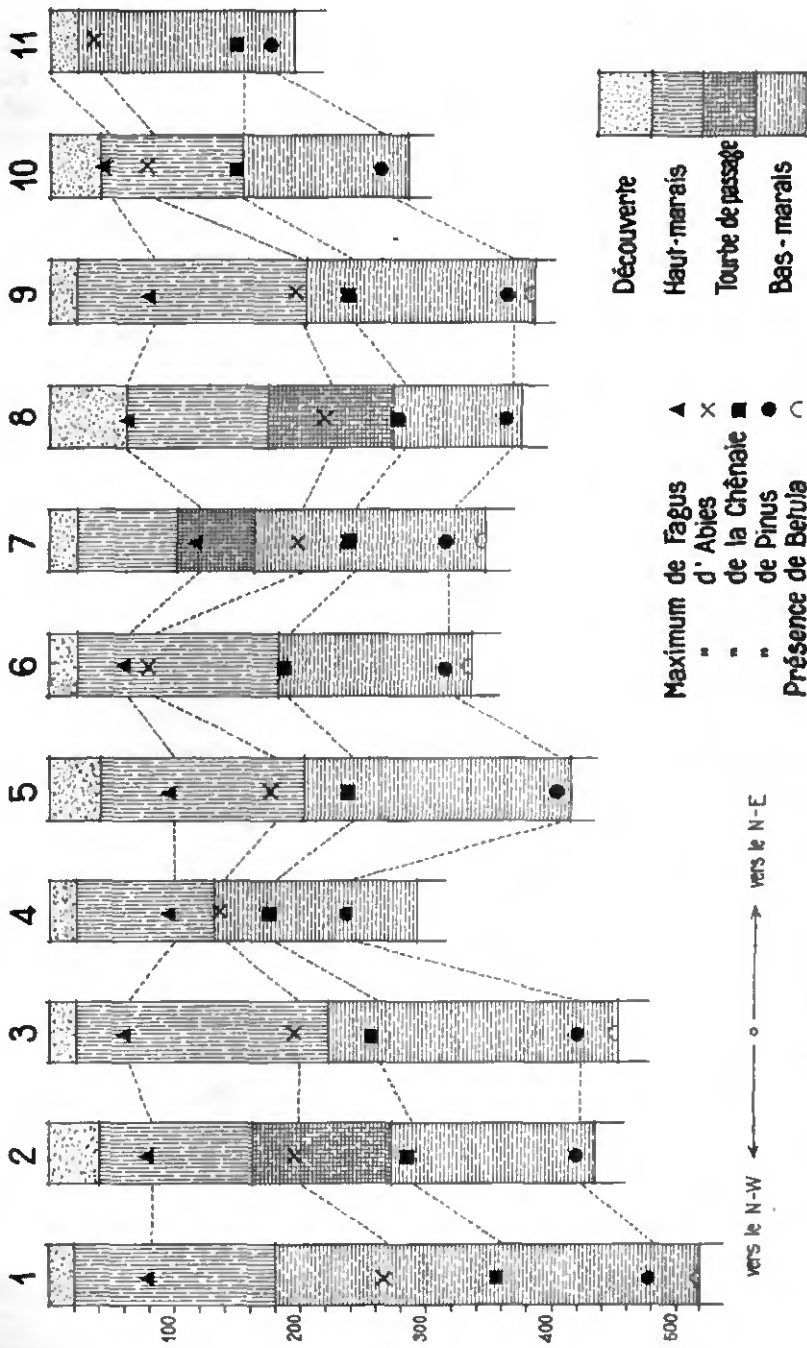 1 2 3 4 5 6 7 8 9 10 11
100
200
300
400
500
vers le N-W
vers le N-E
Maximum de Fagus
" d'Abies
" de la Chênaie
" de Pinus
Présence de Betula
Découverte
Haut-marais
Tourbe de passage
Bas-marais